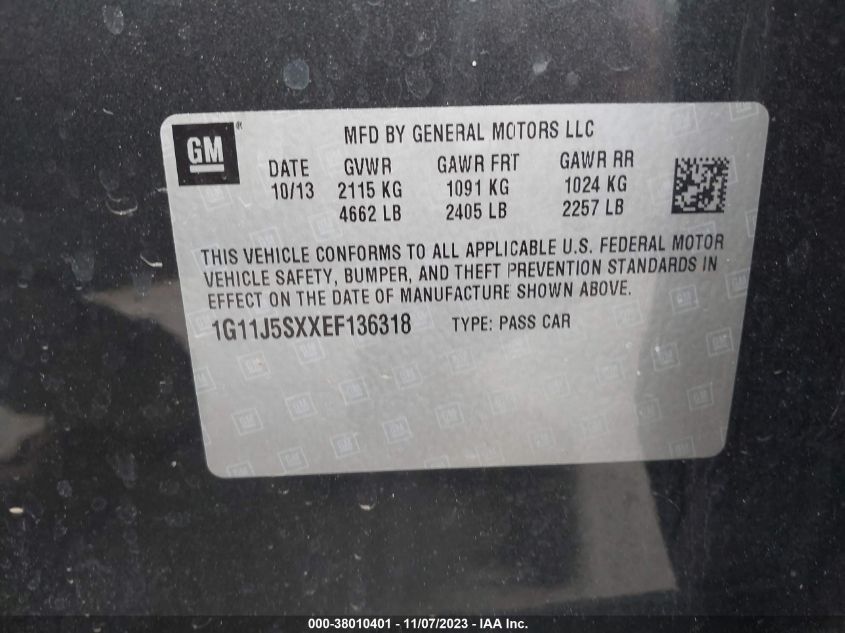 GM®
MFD BY GENERAL MOTORS LLC
DATE GVWR GAWR FRT GAWR RR
10/13 2115 KG 1091 KG 1024 KG
4662 LB 2405 LB 2257 LB
THIS VEHICLE CONFORMS TO ALL APPLICABLE U.S. FEDERAL MOTOR
VEHICLE SAFETY, BUMPER, AND THEFT PREVENTION STANDARDS IN
EFFECT ON THE DATE OF MANUFACTURE SHOWN ABOVE.
1G11J5SXXEF136318 TYPE: PASS CAR
000-38010401 - 11/07/2023 - IAA Inc.